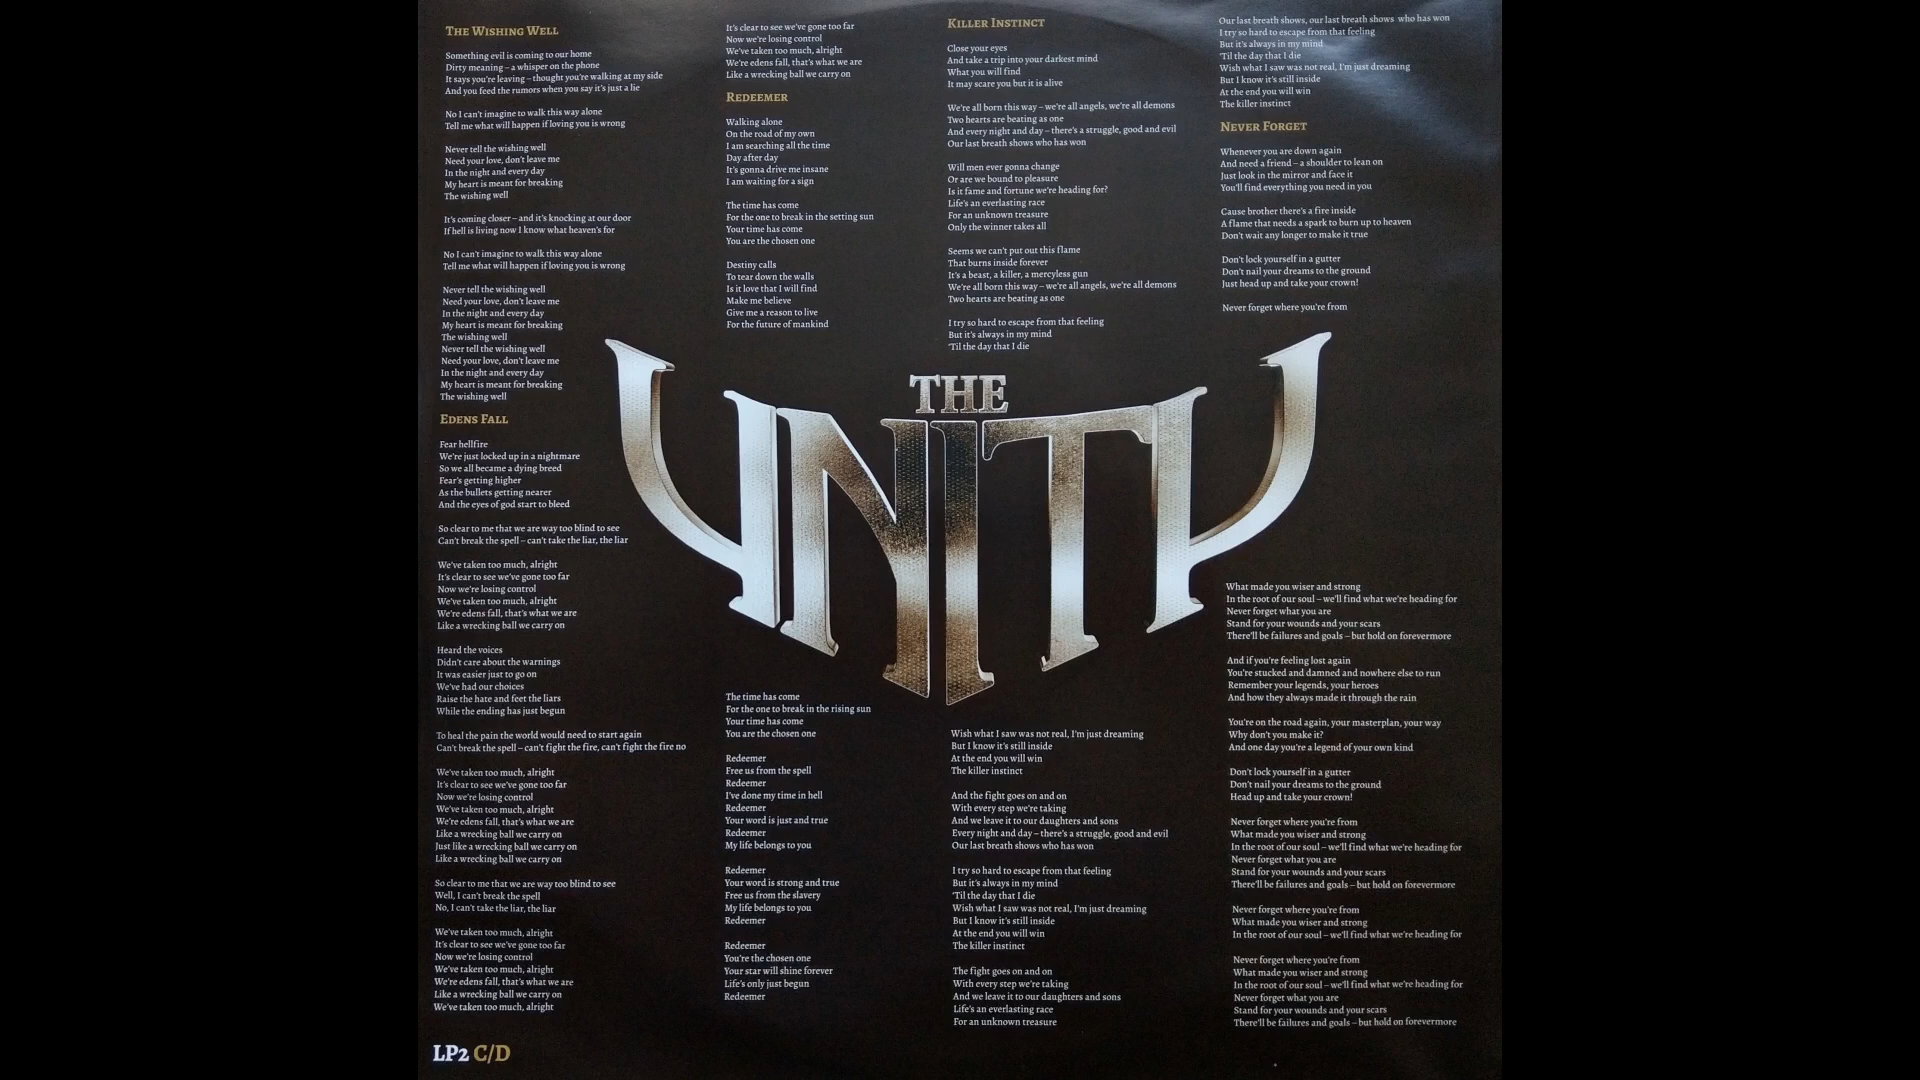 THE WISHING WELL
Something evil is coming to our home
Dirty meaning – a whisper on the phone
It says you're leaving – thought you're walking at my side
And you feed the rumors when you say it's just a lie
No I can't imagine to walk this way alone
Tell me what will happen if loving you is wrong
Never tell the wishing well
Need your love, don't leave me
In the night and every day
My heart is meant for breaking
The wishing well
It's coming closer – and it's knocking at our door
If hell is living now I know what heaven's for
No I can't imagine to walk this way alone
Tell me what will happen if loving you is wrong
Never tell the wishing well
Need your love, don't leave me
In the night and every day
My heart is meant for breaking
The wishing well
Never tell the wishing well
Need your love, don't leave me
In the night and every day
My heart is meant for breaking
The wishing well
EDENS FALL
Fear hellfire
We're just locked up in a nightmare
So we all became a dying breed
Fear's getting higher
As the bullets getting nearer
And the eyes of god start to bleed
So clear to me that we are way too blind to see
Can't break the spell – can't take the liar, the liar
We've taken too much, alright
It's clear to see we've gone too far
Now we're losing control
We've taken too much, alright
We're edens fall, that's what we are
Like a wrecking ball we carry on
Heard the voices
Didn't care about the warnings
It was easier just to go on
We've had our choices
Raise the hate and feet the liars
While the ending has just begun
To heal the pain the world would need to start again
Can't break the spell – can't fight the fire, can't fight the fire no
We've taken too much, alright
It's clear to see we've gone too far
Now we're losing control
We've taken too much, alright
We're edens fall, that's what we are
Like a wrecking ball we carry on
Just like a wrecking ball we carry on
Like a wrecking ball we carry on
So clear to me that we are way too blind to see
Well, I can't break the spell
No, I can't take the liar, the liar
We've taken too much, alright
It's clear to see we've gone too far
Now we're losing control
We've taken too much, alright
We're edens fall, that's what we are
Like a wrecking ball we carry on
We've taken too much, alright
It's clear to see we've gone too far
Now we're losing control
We've taken too much, alright
We're edens fall, that's what we are
Like a wrecking ball we carry on
REDEEMER
Walking alone
On the road of my own
I am searching all the time
Day after day
It's gonna drive me insane
I am waiting for a sign
The time has come
For the one to break in the setting sun
Your time has come
You are the chosen one
Destiny calls
To tear down the walls
Is it love that I will find
Make me believe
Give me a reason to live
For the future of mankind
THE UNITY
The time has come
For the one to break in the rising sun
Your time has come
You are the chosen one
Redeemer
Free us from the spell
Redeemer
I've done my time in hell
Redeemer
Your word is just and true
Redeemer
My life belongs to you
Redeemer
Your word is strong and true
Free us from the slavery
My life belongs to you
Redeemer
Redeemer
You're the chosen one
Your star will shine forever
Life's only just begun
Redeemer
KILLER INSTINCT
Close your eyes
And take a trip into your darkest mind
What you will find
It may scare you but it is alive
We're all born this way – we're all angels, we're all demons
Two hearts are beating as one
And every night and day – there's a struggle, good and evil
Our last breath shows who has won
Will men ever gonna change
Or are we bound to pleasure
Is it fame and fortune we're heading for?
Life's an everlasting race
For an unknown treasure
Only the winner takes all
Seems we can't put out this flame
That burns inside forever
It's a beast, a killer, a mercyless gun
We're all born this way – we're all angels, we're all demons
Two hearts are beating as one
I try so hard to escape from that feeling
But it's always in my mind
'Til the day that I die
Wish what I saw was not real, I'm just dreaming
But I know it's still inside
At the end you will win
The killer instinct
And the fight goes on and on
With every step we're taking
And we leave it to our daughters and sons
Every night and day – there's a struggle, good and evil
Our last breath shows who has won
I try so hard to escape from that feeling
But it's always in my mind
'Til the day that I die
Wish what I saw was not real, I'm just dreaming
But I know it's still inside
At the end you will win
The killer instinct
The fight goes on and on
With every step we're taking
And we leave it to our daughters and sons
Life's an everlasting race
For an unknown treasure
Our last breath shows, our last breath shows who has won
I try so hard to escape from that feeling
But it's always in my mind
'Til the day that I die
Wish what I saw was not real, I'm just dreaming
But I know it's still inside
At the end you will win
The killer instinct
NEVER FORGET
Whenever you are down again
And need a friend – a shoulder to lean on
Just look in the mirror and face it
You'll find everything you need in you
Cause brother there's a fire inside
A flame that needs a spark to burn up to heaven
Don't wait any longer to make it true
Don't lock yourself in a gutter
Don't nail your dreams to the ground
Just head up and take your crown!
Never forget where you're from
What made you wiser and strong
In the root of our soul – we'll find what we're heading for
Never forget what you are
Stand for your wounds and your scars
There'll be failures and goals – but hold on forevermore
And if you're feeling lost again
You're stucked and damned and nowhere else to run
Remember your legends, your heroes
And how they always made it through the rain
You're on the road again, your masterplan, your way
Why don't you make it?
And one day you're a legend of your own kind
Don't lock yourself in a gutter
Don't nail your dreams to the ground
Head up and take your crown!
Never forget where you're from
What made you wiser and strong
In the root of our soul – we'll find what we're heading for
Never forget what you are
Stand for your wounds and your scars
There'll be failures and goals – but hold on forevermore
Never forget where you're from
What made you wiser and strong
In the root of our soul – we'll find what we're heading for
Never forget where you're from
What made you wiser and strong
In the root of our soul – we'll find what we're heading for
Never forget what you are
Stand for your wounds and your scars
There'll be failures and goals – but hold on forevermore
LP2 C/D